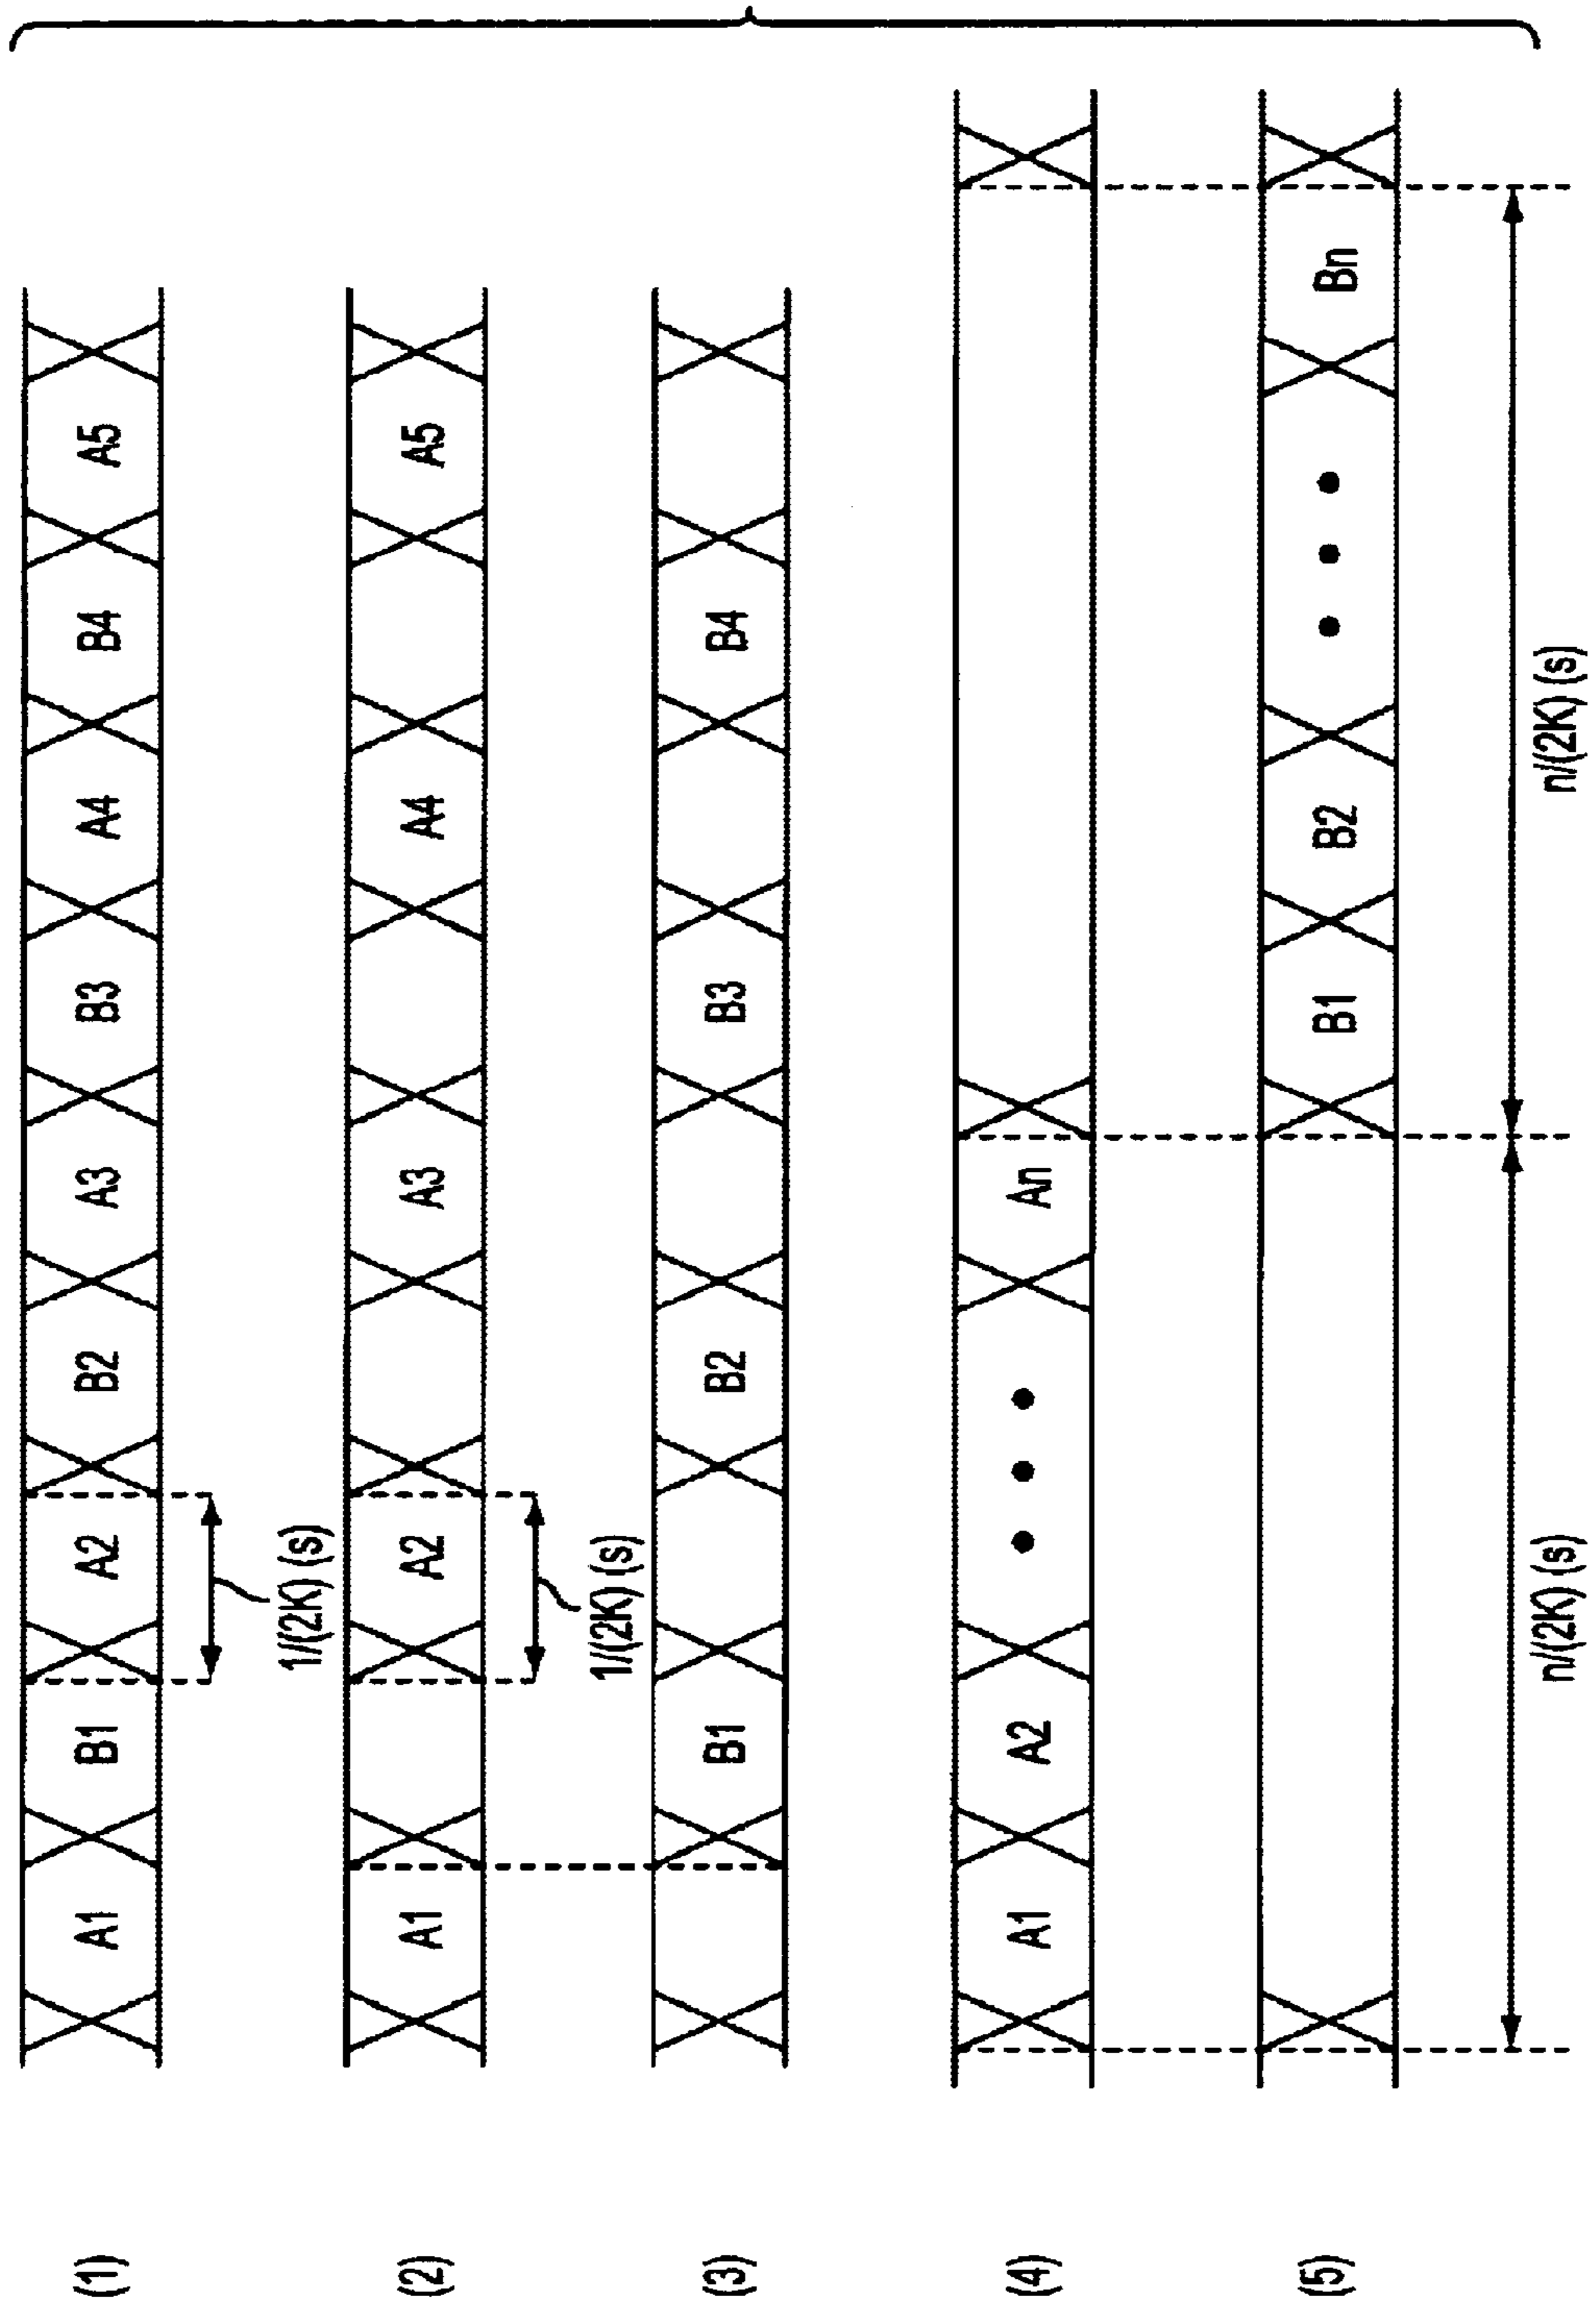 (1) A1 B1 A2 B2 A3 B3 A4 B4 A5
1/(2K) (s)
(2) A1 A2 A3 A4 A5
1/(2K) (s)
(3) B1 B2 B3 B4
(4) A1 A2 An
(5) B1 B2 Bn
n/(2K) (s) n/(2K) (s)